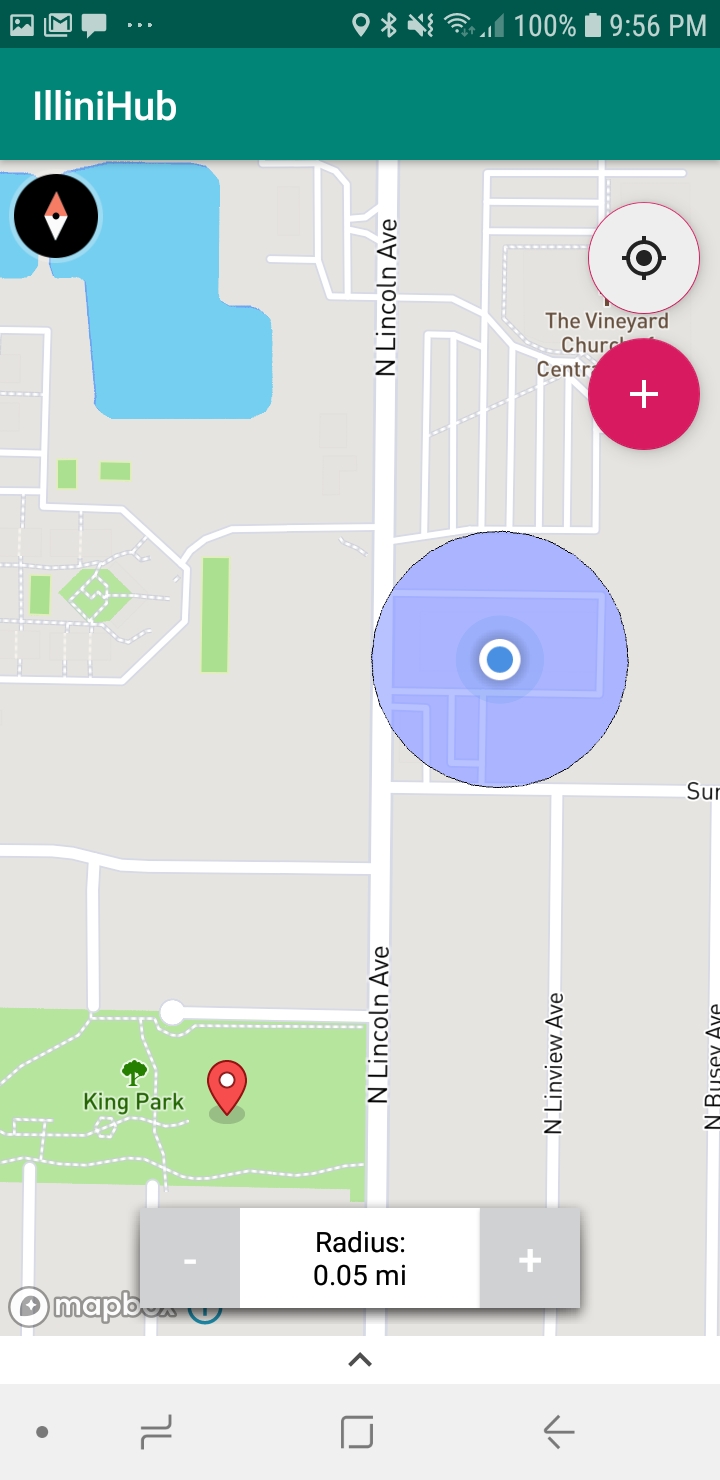 100% 9:56 PM
IlliniHub
N Lincoln Ave
The Vineyard
Church of
Centra
+
Sur
N Lincoln Ave
N Linview Ave
N Busey Ave
King Park
- Radius: +
0.05 mi
mapbox